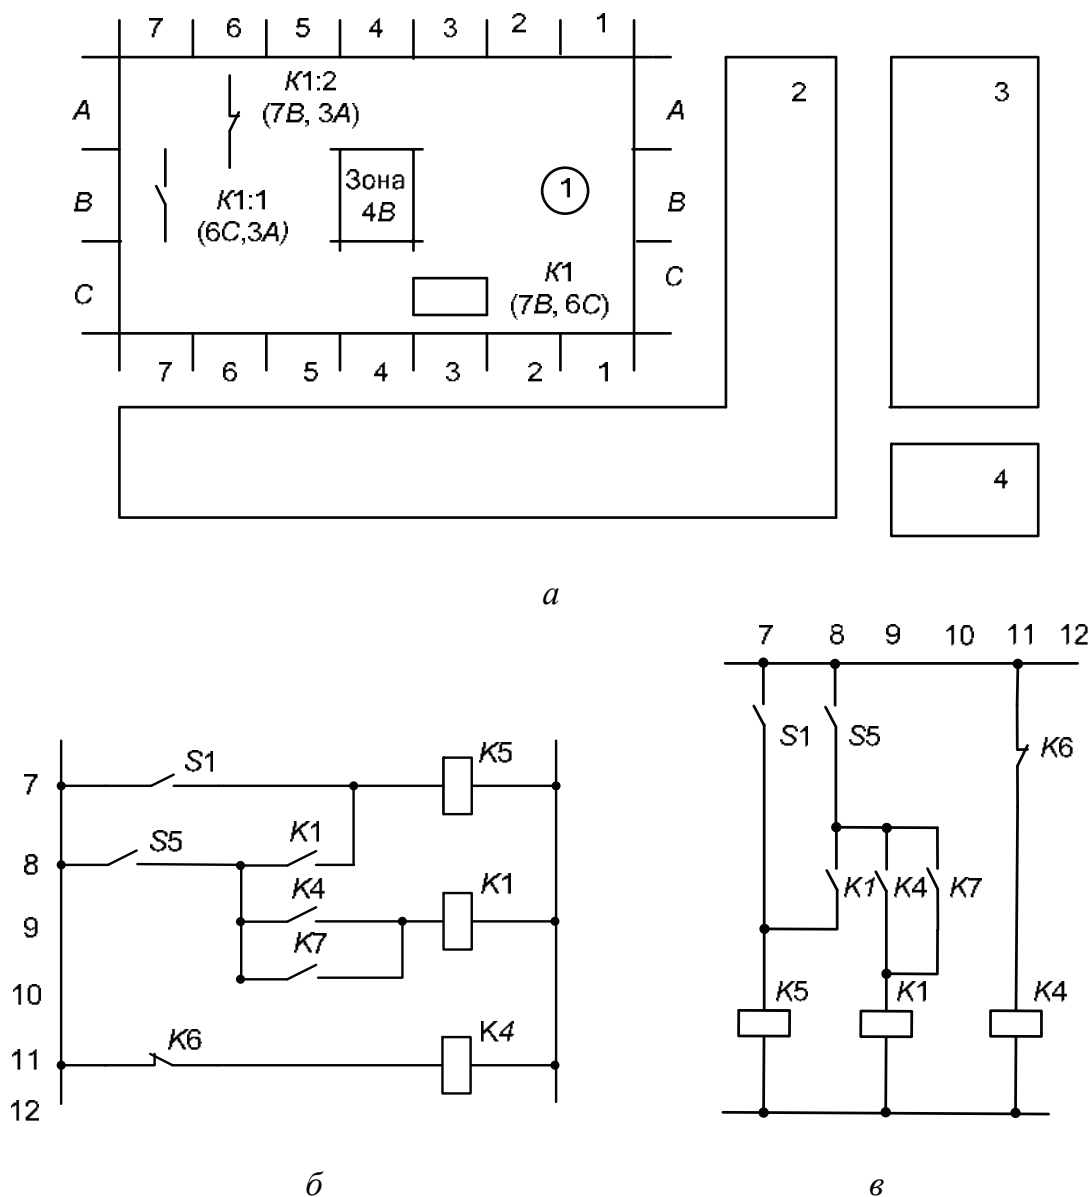 7 6 5 4 3 2 1
A K1:2 A 2 3
(7B, 3A)
B K1:1 Зона 1 B
(6C,3A) 4B
C K1 C
(7B, 6C)
7 6 5 4 3 2 1
4
а
7 8 9 10 11 12
S1 S5 K6
K1 K4 K7
K5 K1 K4
7 S1 K5
8 S5 K1
K4 K1
9
K7
10
11 K6 K4
12
б в